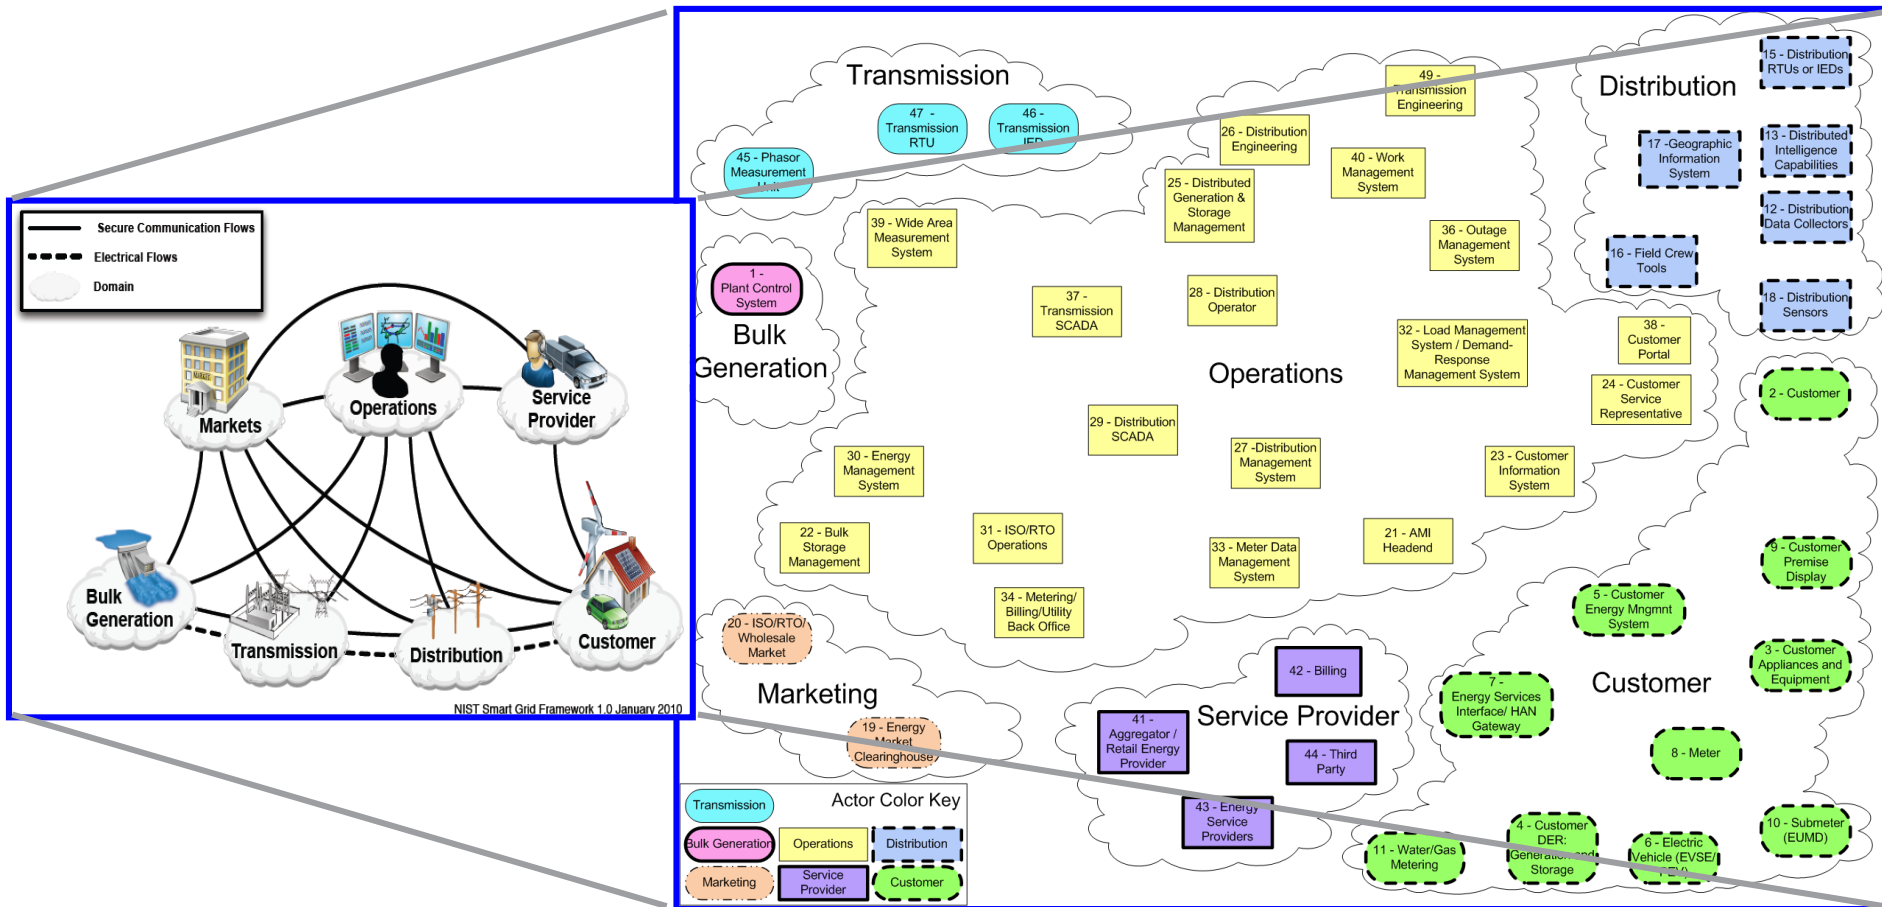 Secure Communication Flows
Electrical Flows
Domain
Markets
Operations
Service
Provider
Bulk
Generation
Transmission
Distribution
Customer
NIST Smart Grid Framework 1.0 January 2010
Transmission
47 -
Transmission
RTU
46 -
Transmission
IED
45 - Phasor
Measurement
Unit
1 -
Plant Control
System
Bulk
Generation
49 -
Transmission
Engineering
26 - Distribution
Engineering
40 - Work
Management
System
25 - Distributed
Generation &
Storage
Management
39 - Wide Area
Measurement
System
36 - Outage
Management
System
37 -
Transmission
SCADA
28 - Distribution
Operator
32 - Load Management
System / Demand-
Response
Management System
38 -
Customer
Portal
24 - Customer
Service
Representative
Operations
29 - Distribution
SCADA
27 -Distribution
Management
System
30 - Energy
Management
System
23 - Customer
Information
System
22 - Bulk
Storage
Management
31 - ISO/RTO
Operations
33 - Meter Data
Management
System
21 - AMI
Headend
34 - Metering/
Billing/Utility
Back Office
Distribution
15 - Distribution
RTUs or IEDs
17 -Geographic
Information
System
13 - Distributed
Intelligence
Capabilities
12 - Distribution
Data Collectors
16 - Field Crew
Tools
18 - Distribution
Sensors
2 - Customer
9 - Customer
Premise
Display
5 - Customer
Energy Mngmnt
System
3 - Customer
Appliances and
Equipment
Customer
7 -
Energy Services
Interface/ HAN
Gateway
8 - Meter
10 - Submeter
(EUMD)
4 - Customer
DER:
Generation and
Storage
6 - Electric
Vehicle (EVSE/
PEV)
11 - Water/Gas
Metering
20 - ISO/RTO/
Wholesale
Market
Marketing
19 - Energy
Market
Clearinghouse
42 - Billing
Service Provider
41 -
Aggregator /
Retail Energy
Provider
44 - Third
Party
43 - Energy
Service
Providers
Actor Color Key
Transmission
Bulk Generation
Operations
Distribution
Marketing
Service
Provider
Customer